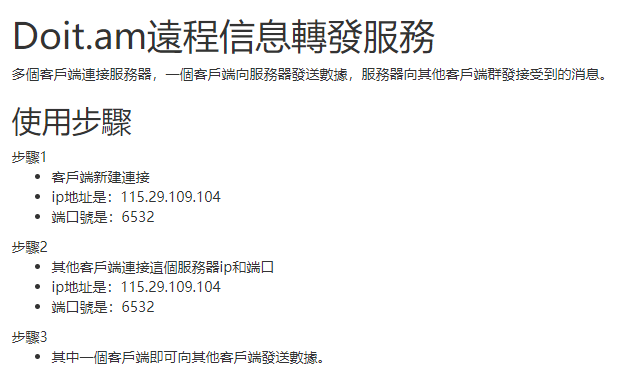 Doit.am遠程信息轉發服務
多個客戶端連接服務器，一個客戶端向服務器發送數據，服務器向其他客戶端群發接受到的消息。
使用步驟
步驟1
• 客戶端新建連接
• ip地址是：115.29.109.104
• 端口號是：6532
步驟2
• 其他客戶端連接這個服務器ip和端口
• ip地址是：115.29.109.104
• 端口號是：6532
步驟3
• 其中一個客戶端即可向其他客戶端發送數據。